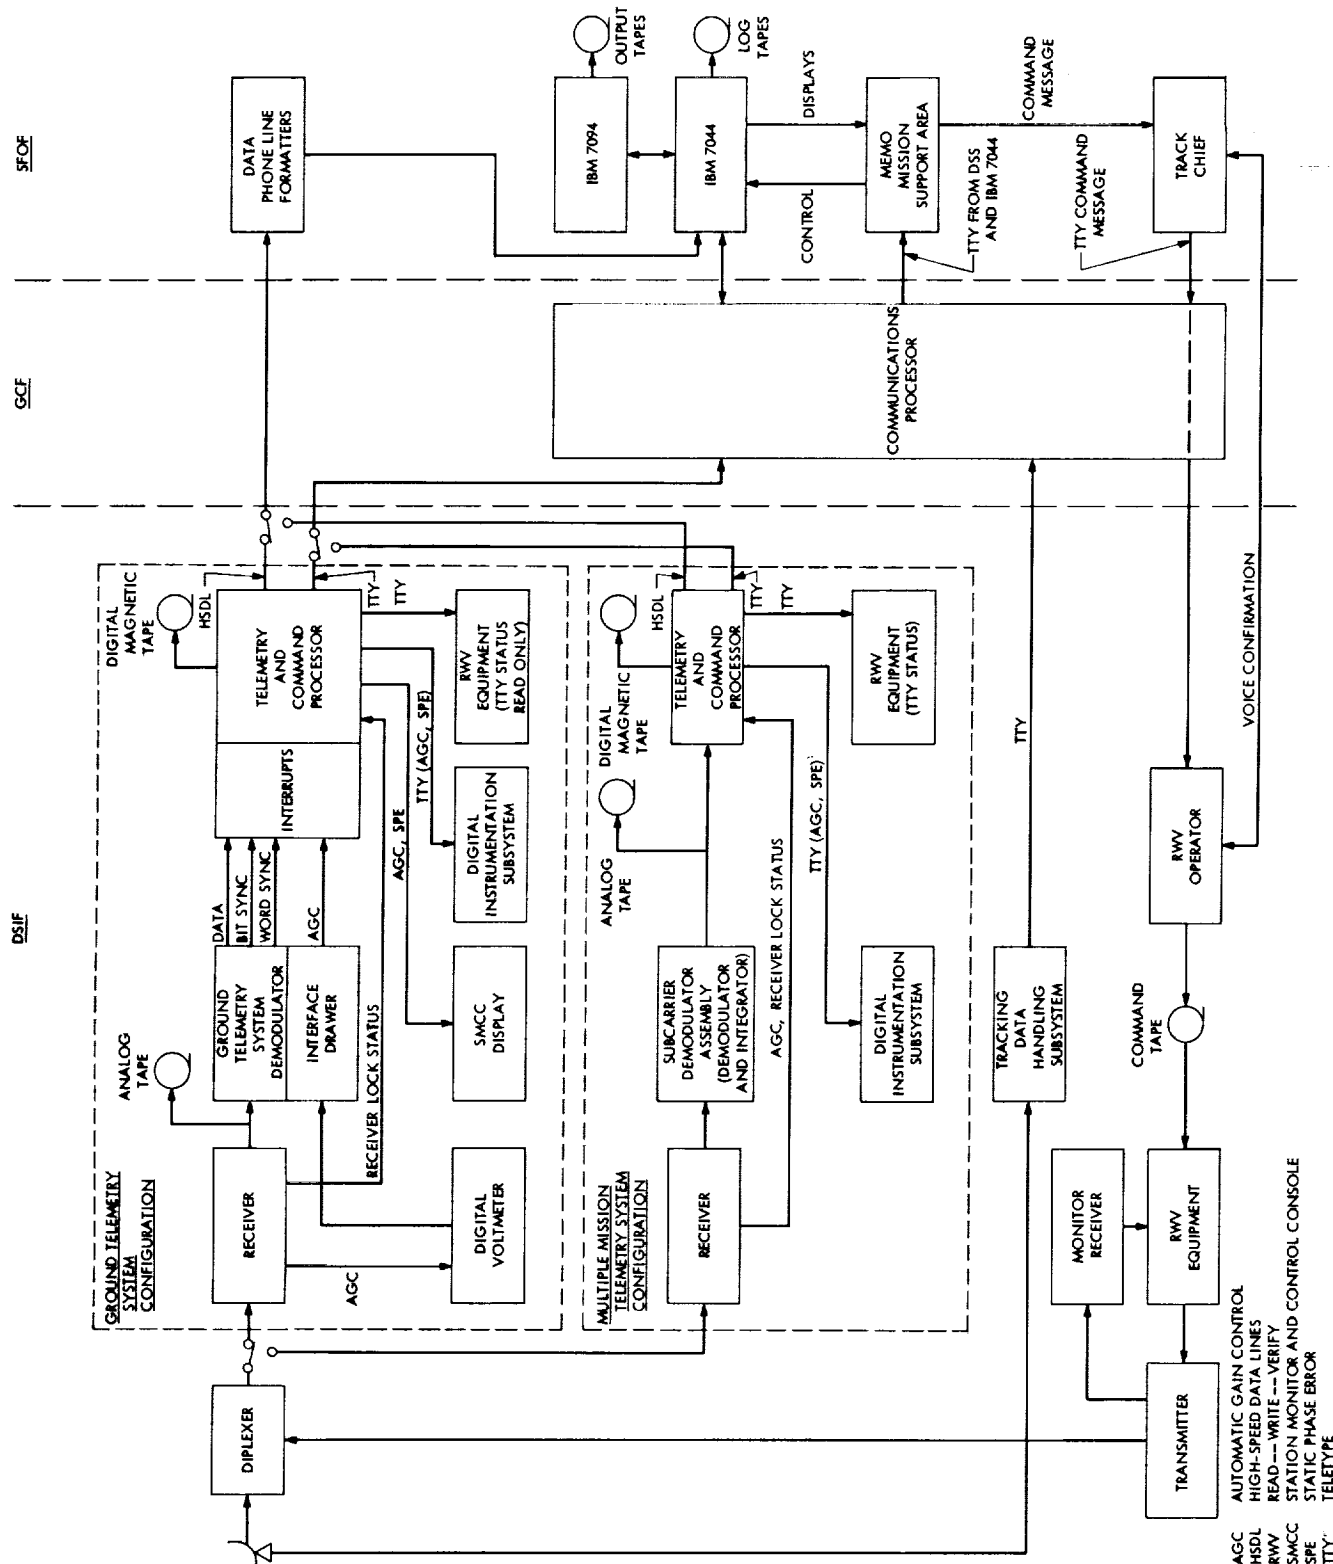 DSIF
GCF
SFOF
GROUND TELEMETRY
SYSTEM
CONFIGURATION
DIPLEXER
RECEIVER
AGC
DIGITAL
VOLTMETER
ANALOG
TAPE
GROUND
TELEMETRY
SYSTEM
DEMODULATOR
INTERFACE
DRAWER
RECEIVER LOCK STATUS
DATA
BIT SYNC
WORD SYNC
AGC
INTERRUPTS
TELEMETRY
AND
COMMAND
PROCESSOR
DIGITAL
MAGNETIC
TAPE
HSDL
TTY
TTY
AGC, SPE
TTY (AGC, SPE)
SMCC
DISPLAY
DIGITAL
INSTRUMENTATION
SUBSYSTEM
RWV
EQUIPMENT
(TTY STATUS
READ ONLY)
MULTIPLE MISSION
TELEMETRY SYSTEM
CONFIGURATION
RECEIVER
SUBCARRIER
DEMODULATOR
ASSEMBLY
(DEMODULATOR
AND INTEGRATOR)
AGC, RECEIVER LOCK STATUS
ANALOG
TAPE
DIGITAL
MAGNETIC
TAPE
TELEMETRY
AND
COMMAND
PROCESSOR
HSDL
TTY
TTY
TTY (AGC, SPE)
DIGITAL
INSTRUMENTATION
SUBSYSTEM
RWV
EQUIPMENT
(TTY STATUS)
TRACKING
DATA
HANDLING
SUBSYSTEM
TTY
MONITOR
RECEIVER
TRANSMITTER
RWV
EQUIPMENT
COMMAND
TAPE
RWV
OPERATOR
VOICE CONFIRMATION
COMMUNICATIONS
PROCESSOR
DATA
PHONE LINE
FORMATTERS
IBM 7094
OUTPUT
TAPES
IBM 7044
LOG
TAPES
CONTROL
DISPLAYS
MEMO
MISSION
SUPPORT AREA
TTY FROM DSS
AND IBM 7044
COMMAND
MESSAGE
TTY COMMAND
MESSAGE
TRACK
CHIEF
AGC AUTOMATIC GAIN CONTROL
HSDL HIGH-SPEED DATA LINES
RWV READ--WRITE--VERIFY
SMCC STATION MONITOR AND CONTROL CONSOLE
SPE STATIC PHASE ERROR
TTY TELETYPE